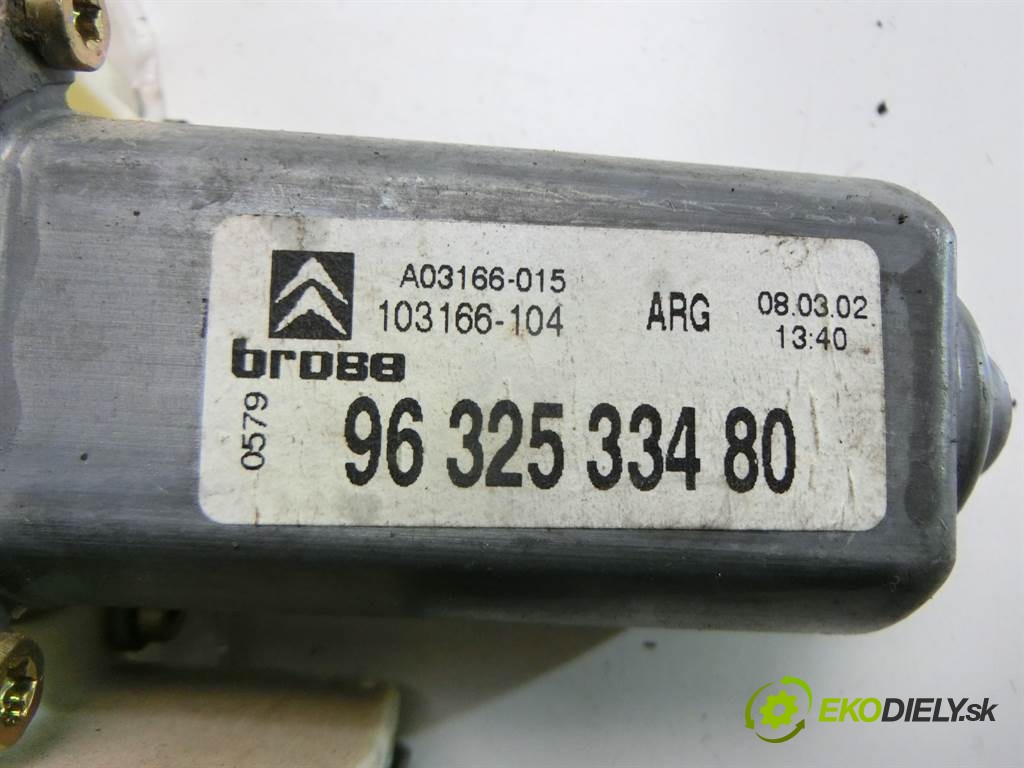 A03166-015
103166-104 ARG 08.03.02
13:40
brose
0579
96 325 334 80
EKODIELY.sk